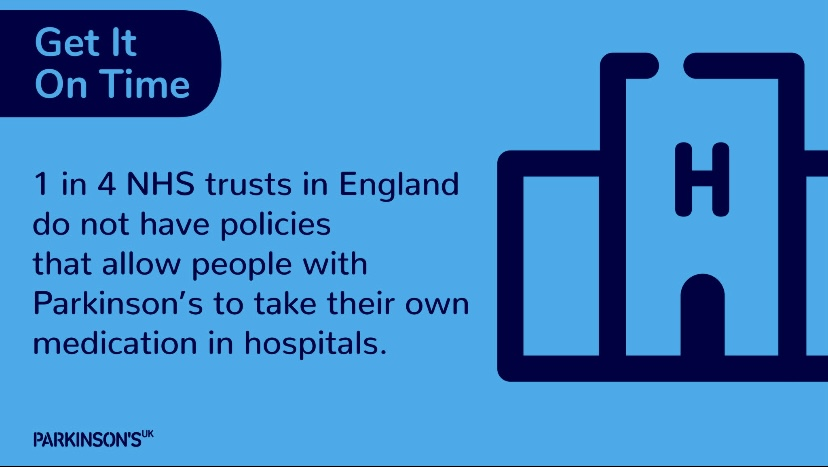 Get It
On Time
1 in 4 NHS trusts in England
do not have policies
that allow people with
Parkinson's to take their own
medication in hospitals.
H
PARKINSON'S UK